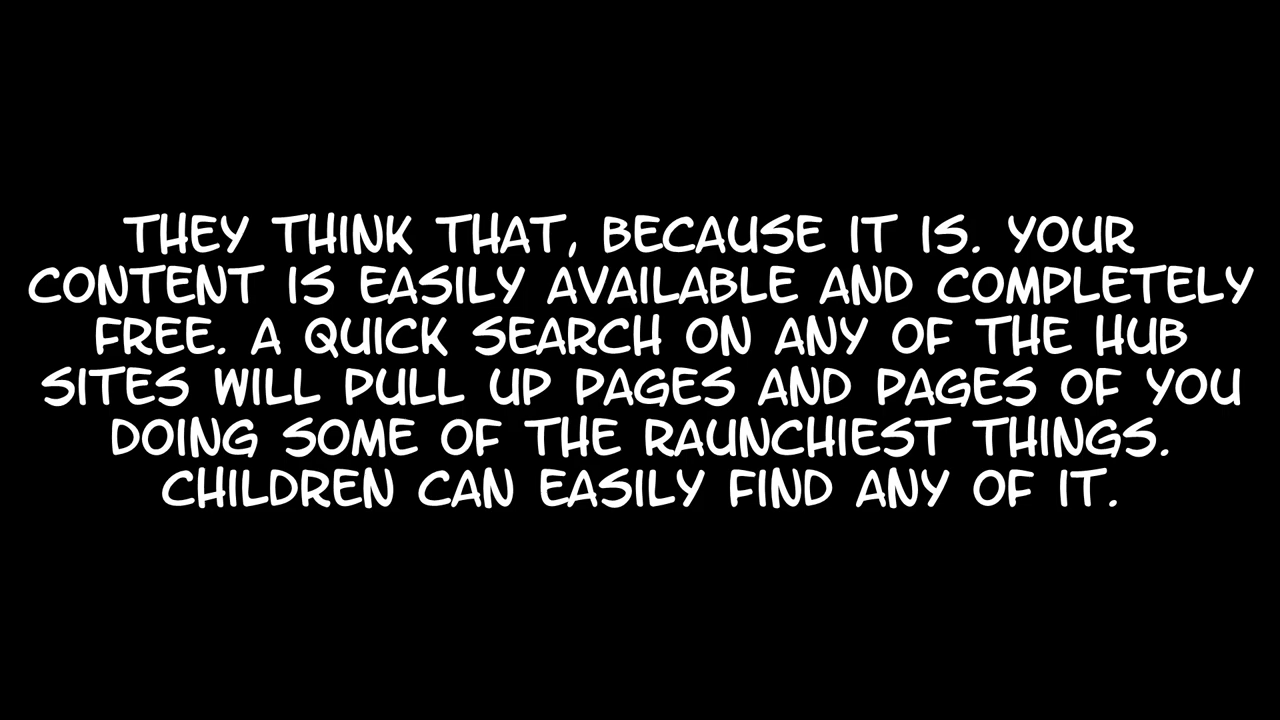 THEY THINK THAT, BECAUSE IT IS. YOUR
CONTENT IS EASILY AVAILABLE AND COMPLETELY
FREE. A QUICK SEARCH ON ANY OF THE HUB
SITES WILL PULL UP PAGES AND PAGES OF YOU
DOING SOME OF THE RAUNCHIEST THINGS.
CHILDREN CAN EASILY FIND ANY OF IT.